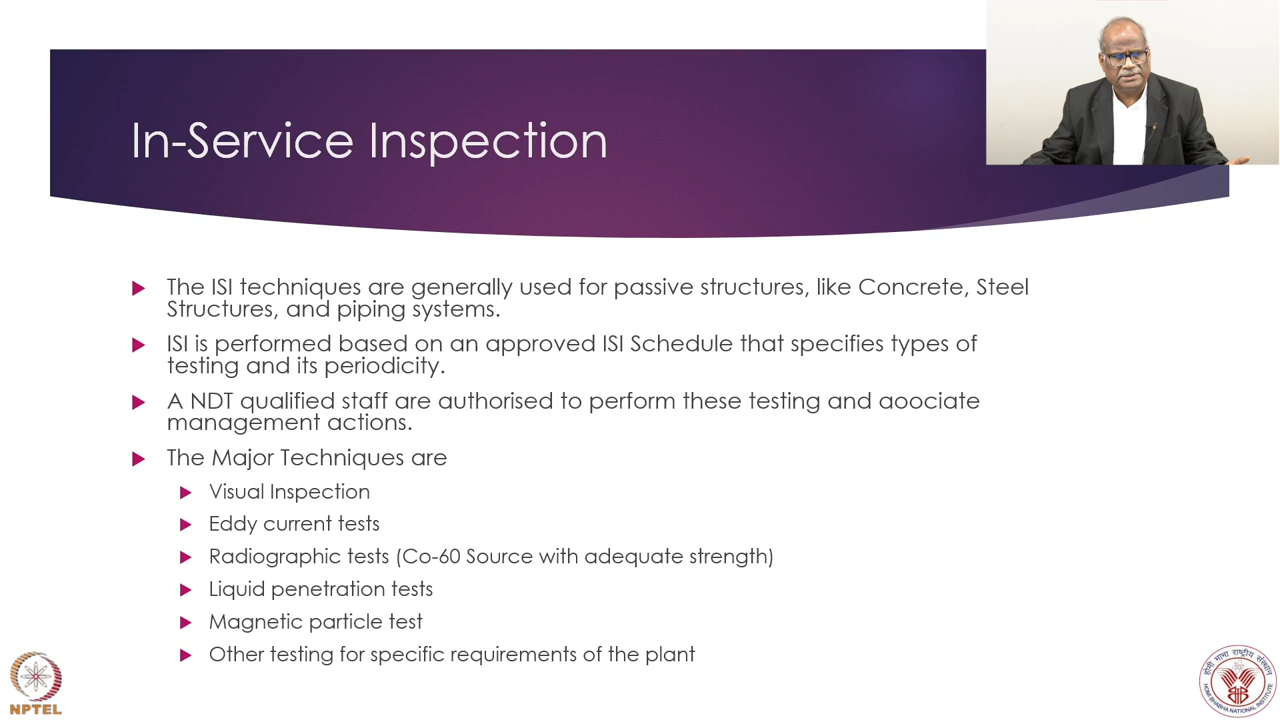 In-Service Inspection
The ISI techniques are generally used for passive structures, like Concrete, Steel
Structures, and piping systems.
ISI is performed based on an approved ISI Schedule that specifies types of
testing and its periodicity.
A NDT qualified staff are authorised to perform these testing and aoociate
management actions.
The Major Techniques are
Visual Inspection
Eddy current tests
Radiographic tests (Co-60 Source with adequate strength)
Liquid penetration tests
Magnetic particle test
Other testing for specific requirements of the plant
NPTEL
होमी भाभा राष्ट्रीय संस्थान
HOMI BHABHA NATIONAL INSTITUTE